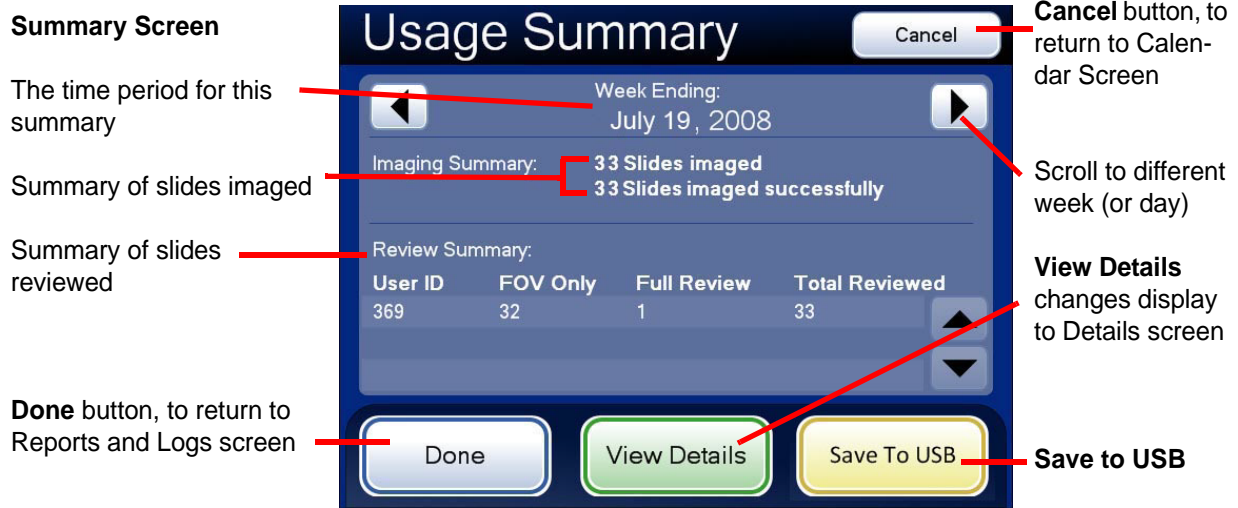 Summary Screen
The time period for this
summary
Summary of slides imaged
Summary of slides
reviewed
Done button, to return to
Reports and Logs screen
Usage Summary
Cancel
Week Ending:
July 19, 2008
Imaging Summary:
33 Slides imaged
33 Slides imaged successfully
Review Summary:
User ID FOV Only Full Review Total Reviewed
369 32 1 33
Done
View Details
Save To USB
Cancel button, to
return to Calen-
dar Screen
Scroll to different
week (or day)
View Details
changes display
to Details screen
Save to USB